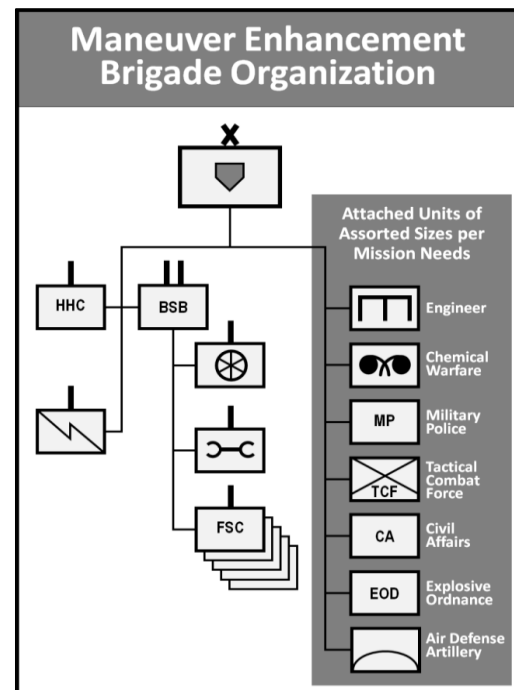 Maneuver Enhancement
Brigade Organization
Attached Units of
Assorted Sizes per
Mission Needs
HHC
BSB
FSC
Engineer
Chemical
Warfare
MP
Military
Police
TCF
Tactical
Combat
Force
CA
Civil
Affairs
EOD
Explosive
Ordnance
Air Defense
Artillery